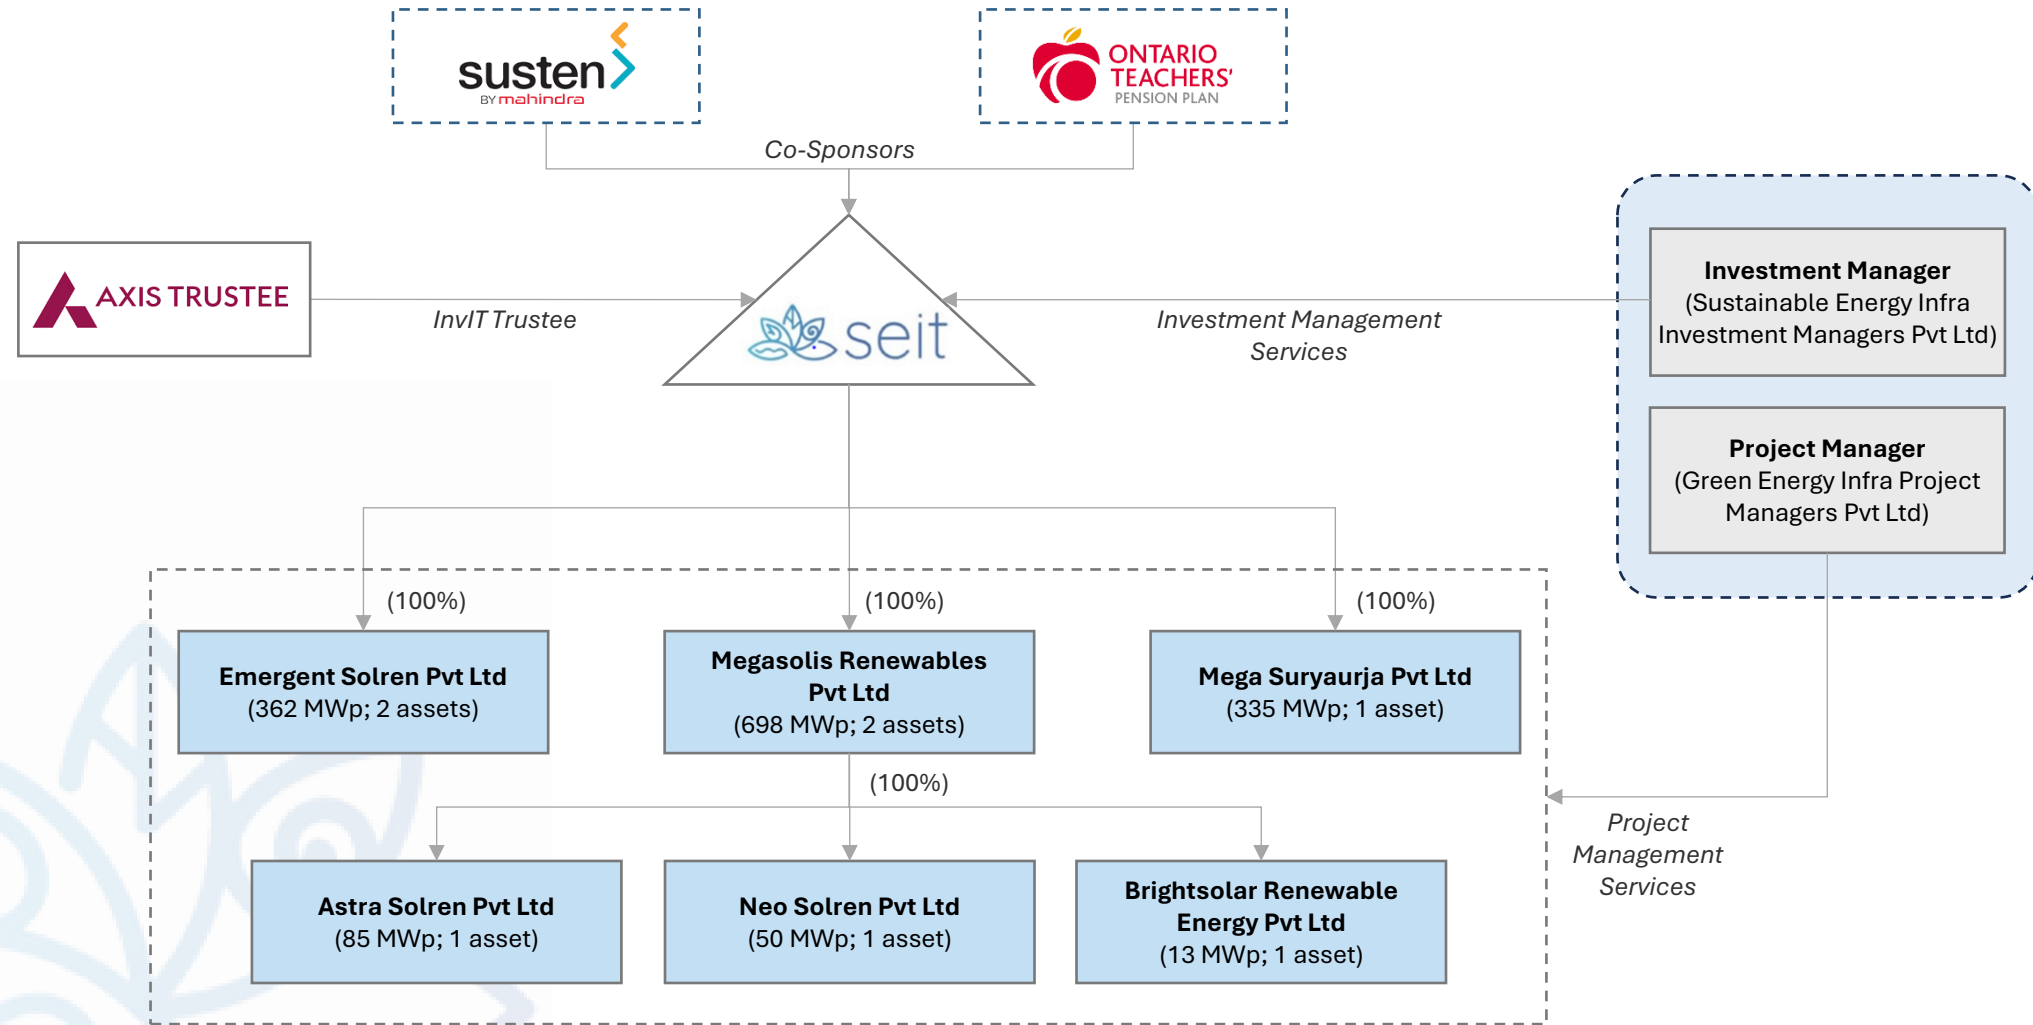 susten
BY mahindra
ONTARIO
TEACHERS'
PENSION PLAN
Co-Sponsors
AXIS TRUSTEE
InvIT Trustee
seit
Investment Management
Services
Investment Manager
(Sustainable Energy Infra
Investment Managers Pvt Ltd)
Project Manager
(Green Energy Infra Project
Managers Pvt Ltd)
(100%)
(100%)
(100%)
Emergent Solren Pvt Ltd
(362 MWp; 2 assets)
Megasolis Renewables
Pvt Ltd
(698 MWp; 2 assets)
Mega Suryaurja Pvt Ltd
(335 MWp; 1 asset)
(100%)
Project
Management
Services
Astra Solren Pvt Ltd
(85 MWp; 1 asset)
Neo Solren Pvt Ltd
(50 MWp; 1 asset)
Brightsolar Renewable
Energy Pvt Ltd
(13 MWp; 1 asset)